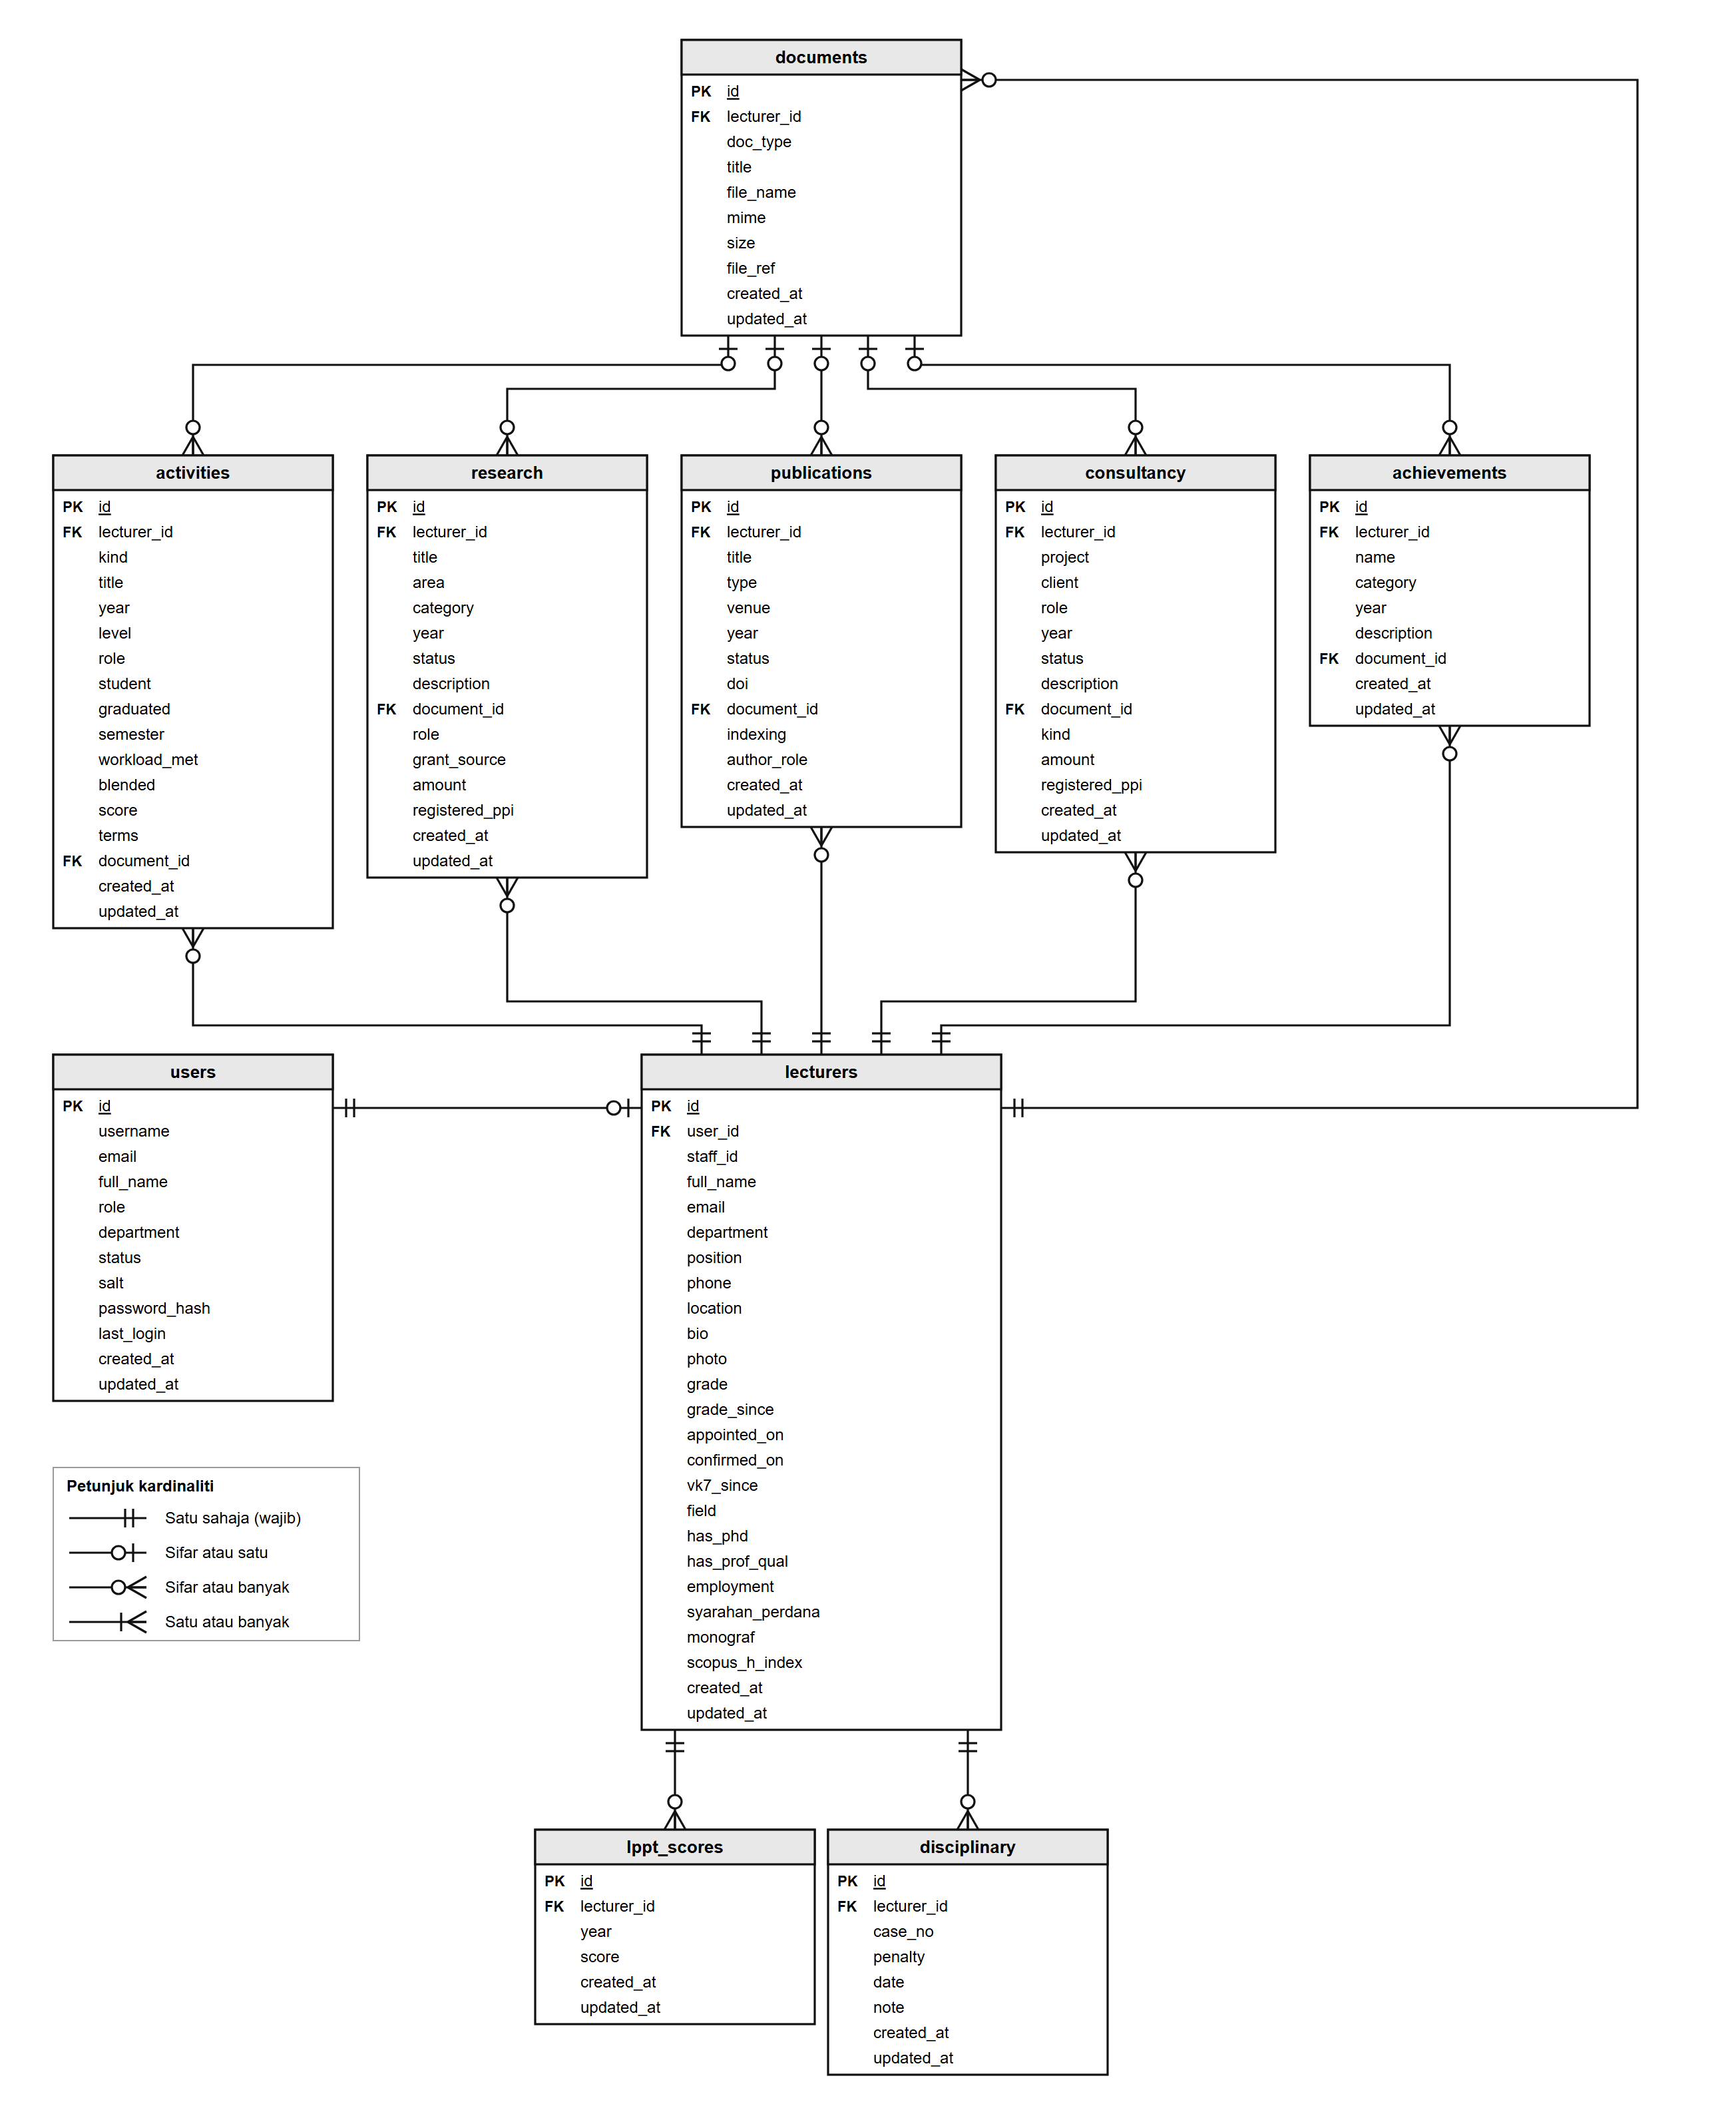 documents
PK id
FK lecturer_id
doc_type
title
file_name
mime
size
file_ref
created_at
updated_at
activities
PK id
FK lecturer_id
kind
title
year
level
role
student
graduated
semester
workload_met
blended
score
terms
FK document_id
created_at
updated_at
research
PK id
FK lecturer_id
title
area
category
year
status
description
FK document_id
role
grant_source
amount
registered_ppi
created_at
updated_at
publications
PK id
FK lecturer_id
title
type
venue
year
status
doi
FK document_id
indexing
author_role
created_at
updated_at
consultancy
PK id
FK lecturer_id
project
client
role
year
status
description
FK document_id
kind
amount
registered_ppi
created_at
updated_at
achievements
PK id
FK lecturer_id
name
category
year
description
FK document_id
created_at
updated_at
users
PK id
username
email
full_name
role
department
status
salt
password_hash
last_login
created_at
updated_at
lecturers
PK id
FK user_id
staff_id
full_name
email
department
position
phone
location
bio
photo
grade
grade_since
appointed_on
confirmed_on
vk7_since
field
has_phd
has_prof_qual
employment
syarahan_perdana
monograf
scopus_h_index
created_at
updated_at
Petunjuk kardinaliti
Satu sahaja (wajib)
Sifar atau satu
Sifar atau banyak
Satu atau banyak
lppt_scores
PK id
FK lecturer_id
year
score
created_at
updated_at
disciplinary
PK id
FK lecturer_id
case_no
penalty
date
note
created_at
updated_at